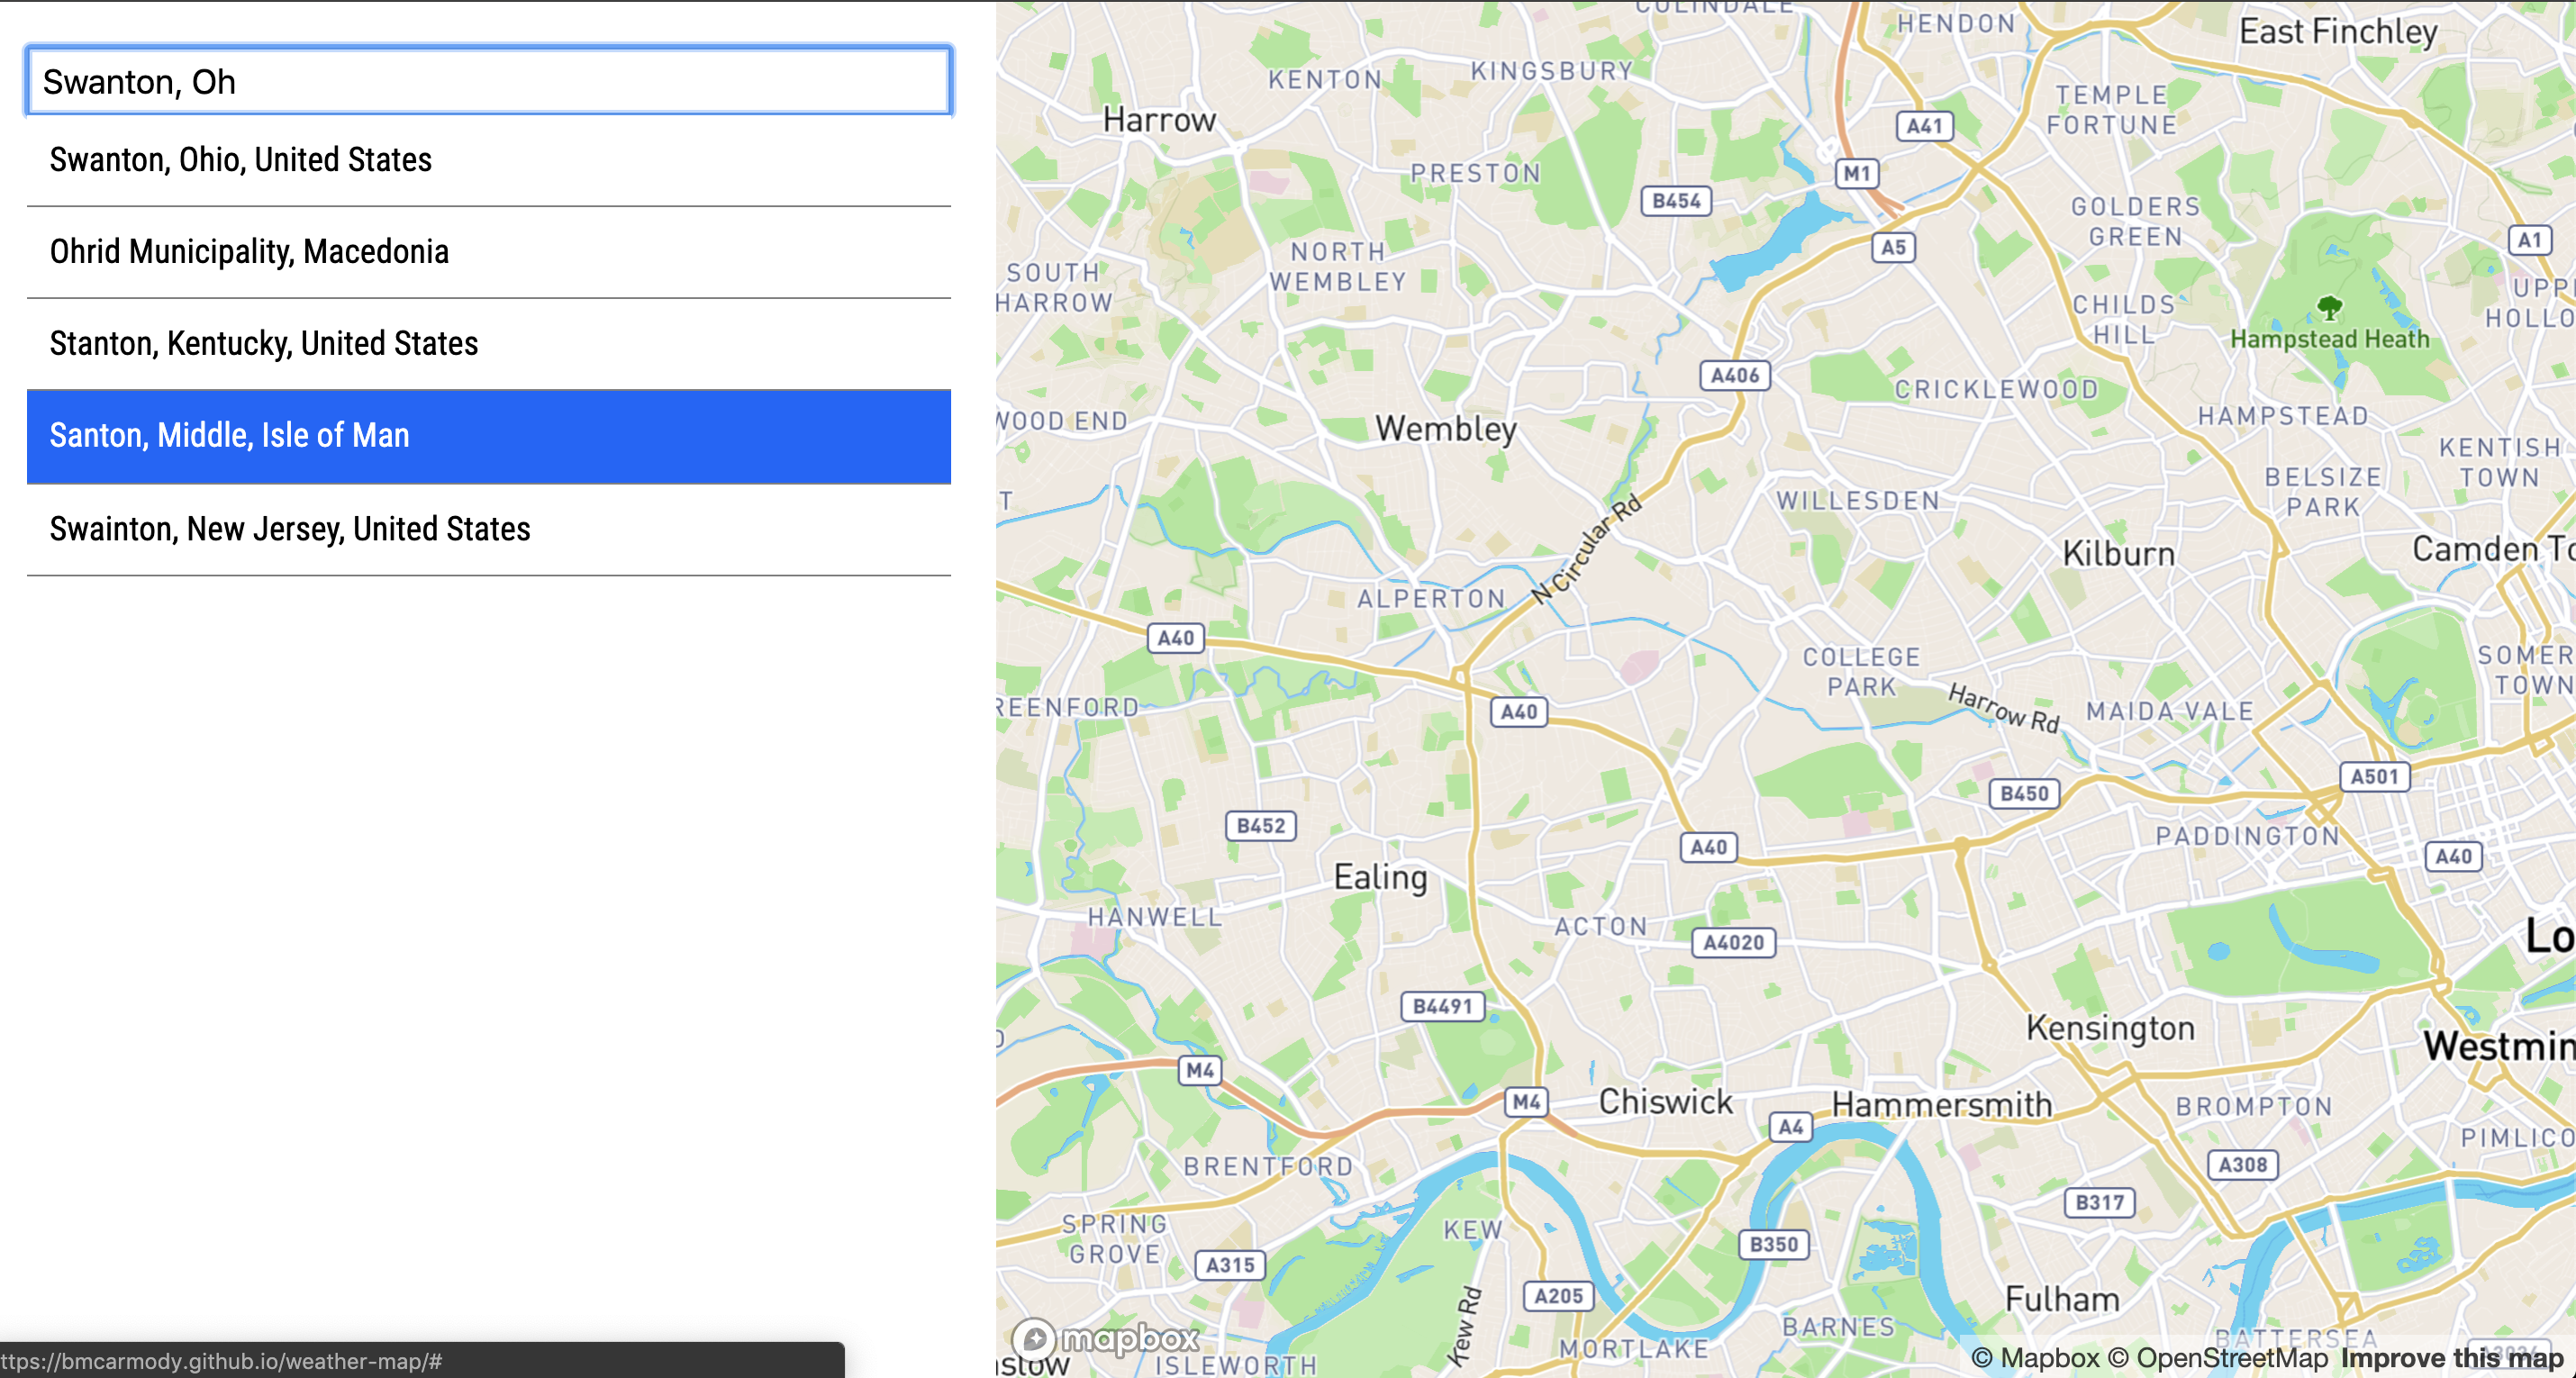 Swanton, Oh
Swanton, Ohio, United States
Ohrid Municipality, Macedonia
Stanton, Kentucky, United States
Santon, Middle, Isle of Man
Swainton, New Jersey, United States
ttps://bmcarmody.github.io/weather-map/#
COLINDALE
HENDON
East Finchley
KENTON
KINGSBURY
Harrow
A41
TEMPLE
FORTUNE
PRESTON
M1
B454
GOLDERS
GREEN
A5
A1
NORTH
WEMBLEY
SOUTH
HARROW
CHILDS
HILL
Hampstead Heath
UPP
HOLLO
A406
CRICKLEWOOD
HAMPSTEAD
WOOD END
Wembley
KENTISH
TOWN
BELSIZE
PARK
T
WILLESDEN
N Circular Rd
Kilburn
Camden To
ALPERTON
A40
COLLEGE
PARK
SOMER
TOWN
REENFORD
A40
Harrow Rd
MAIDA VALE
A501
B450
B452
PADDINGTON
A40
A40
Ealing
HANWELL
ACTON
A4020
Lo
B4491
Kensington
Westmin
M4
M4
Chiswick
Hammersmith
A4
BROMPTON
PIMLICO
BRENTFORD
A308
B317
SPRING
GROVE
KEW
B350
A315
A205
Kew Rd
Fulham
BARNES
MORTLAKE
BATTERSEA
mapbox
slow
ISLEWORTH
© Mapbox © OpenStreetMap Improve this map